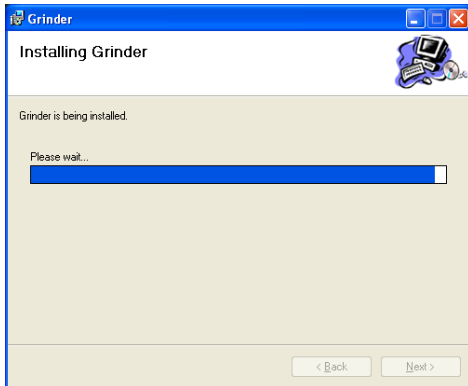 Grinder
Installing Grinder
Grinder is being installed.
Please wait...
< Back
Next >